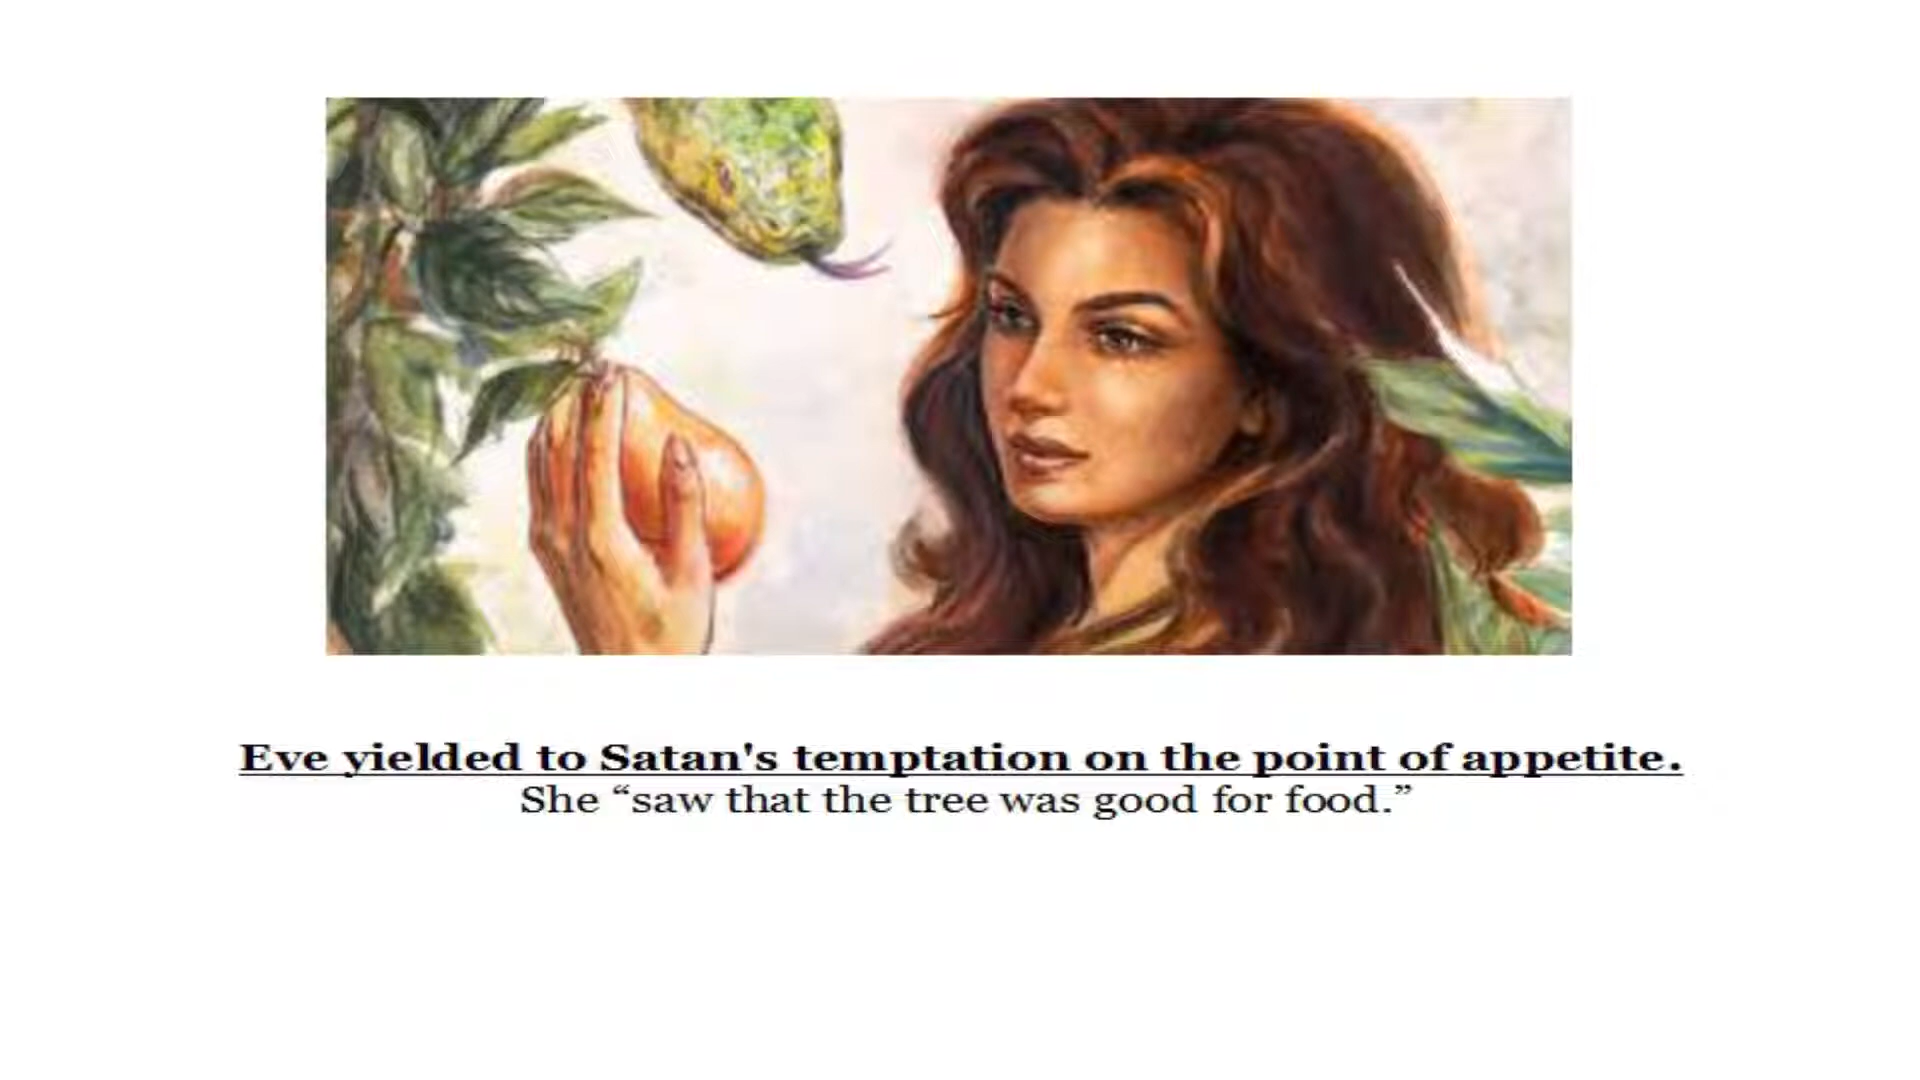 Eve yielded to Satan's temptation on the point of appetite.
She “saw that the tree was good for food.”